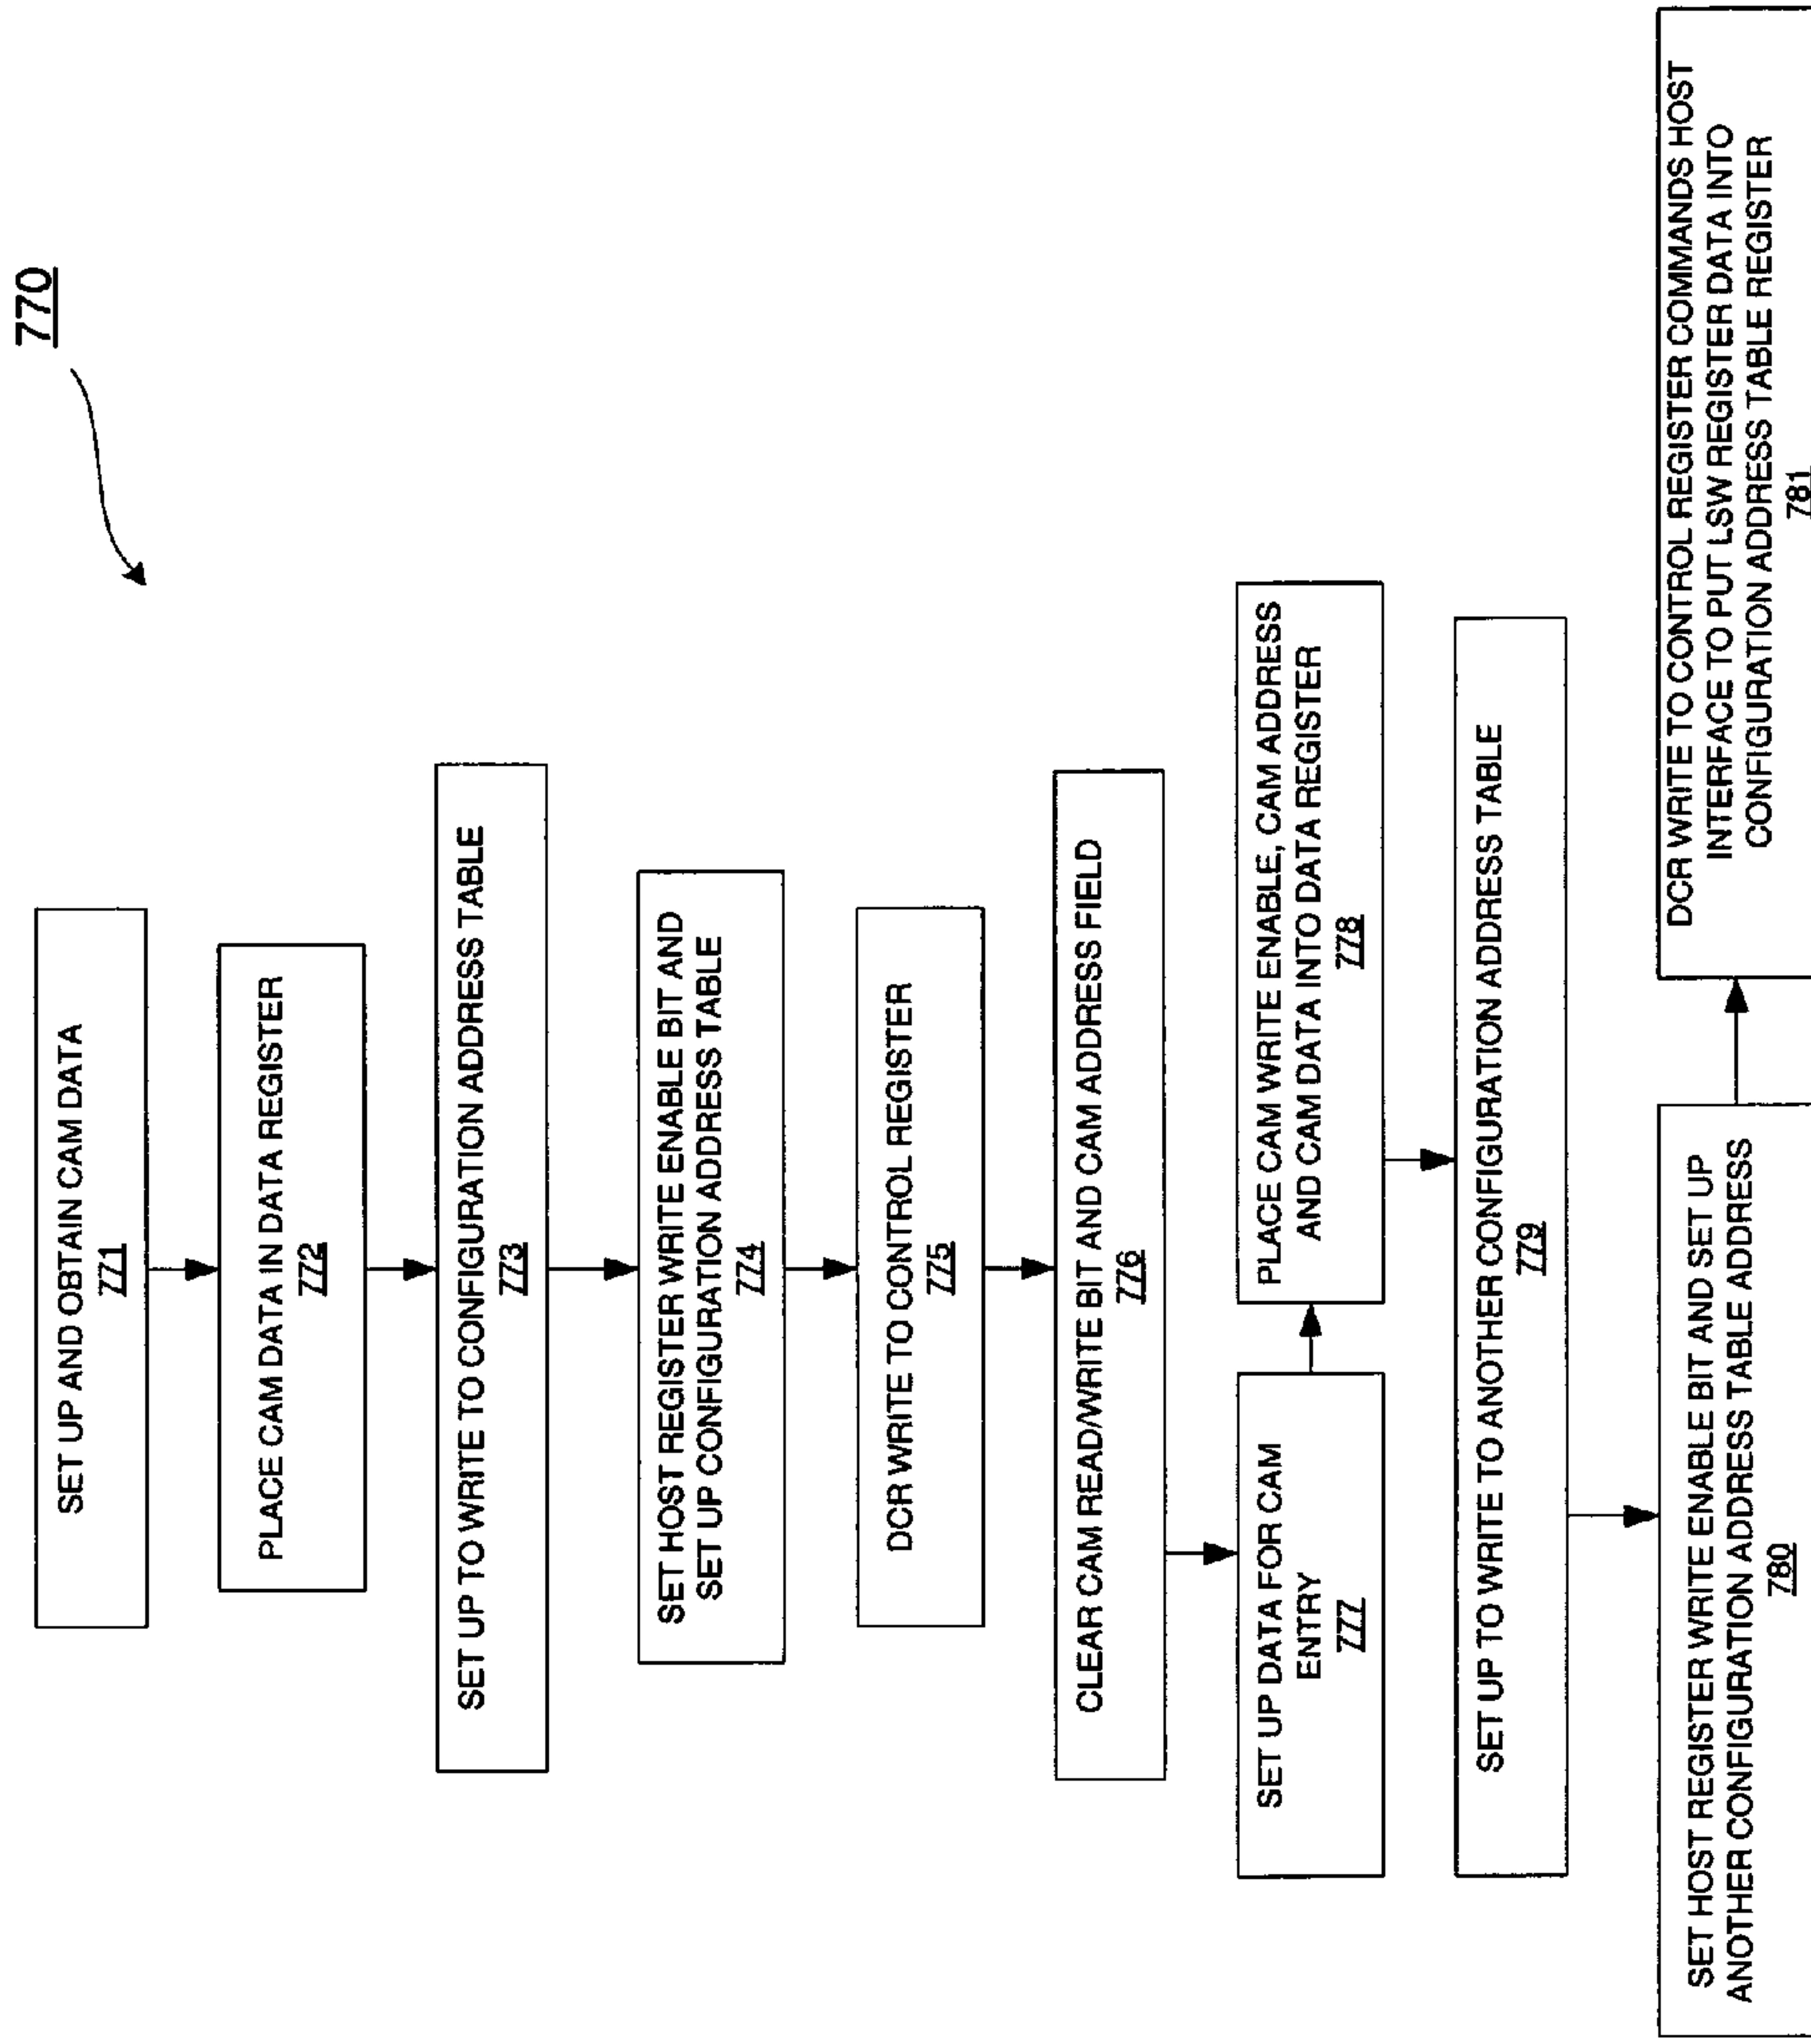 770
SET UP AND OBTAIN CAM DATA
771
PLACE CAM DATA IN DATA REGISTER
772
SET UP TO WRITE TO CONFIGURATION ADDRESS TABLE
773
SET HOST REGISTER WRITE ENABLE BIT AND
SET UP CONFIGURATION ADDRESS TABLE
774
DCR WRITE TO CONTROL REGISTER
775
CLEAR CAM READ/WRITE BIT AND CAM ADDRESS FIELD
776
SET UP DATA FOR CAM
ENTRY
777
PLACE CAM WRITE ENABLE, CAM ADDRESS
AND CAM DATA INTO DATA REGISTER
778
SET UP TO WRITE TO ANOTHER CONFIGURATION ADDRESS TABLE
779
SET HOST REGISTER WRITE ENABLE BIT AND SET UP
ANOTHER CONFIGURATION ADDRESS TABLE ADDRESS
780
DCR WRITE TO CONTROL REGISTER COMMANDS HOST
INTERFACE TO PUT LSW REGISTER DATA INTO
CONFIGURATION ADDRESS TABLE REGISTER
781